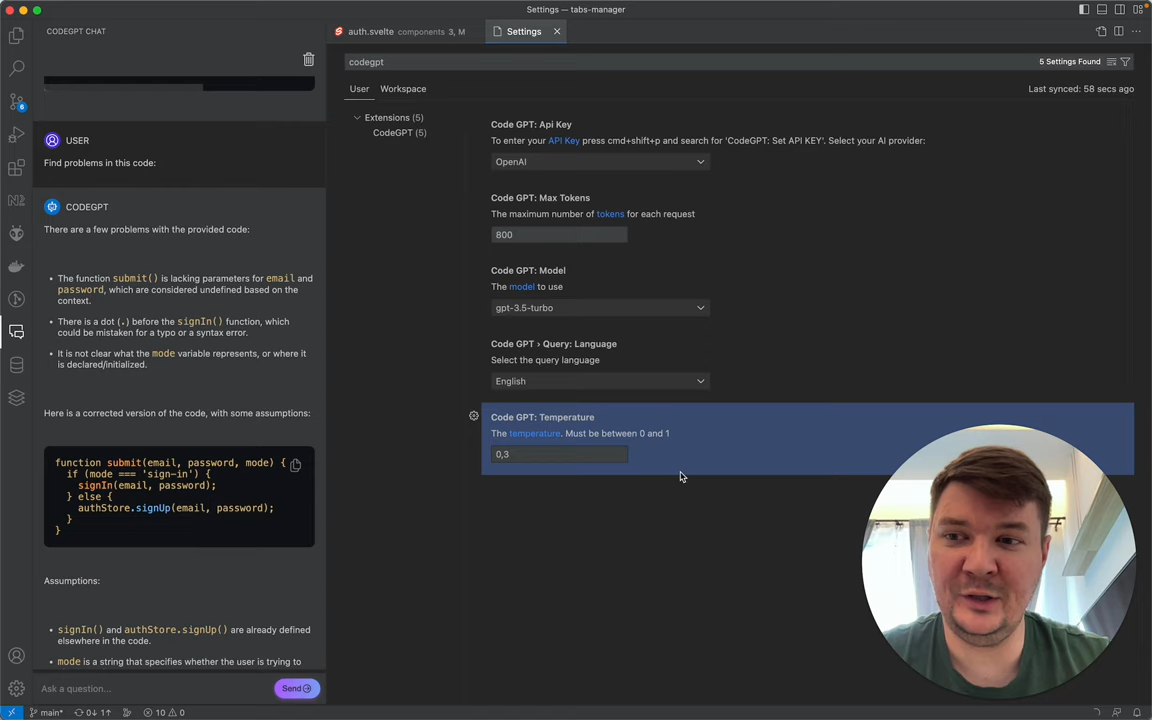 Settings — tabs-manager
CODEGPT CHAT
auth.svelte components 3, M
Settings
codegpt
5 Settings Found
User
Workspace
Last synced: 58 secs ago
Extensions (5)
CodeGPT (5)
Code GPT: Api Key
To enter your API Key press cmd+shift+p and search for 'CodeGPT: Set API KEY'. Select your AI provider:
OpenAI
Code GPT: Max Tokens
The maximum number of tokens for each request
800
Code GPT: Model
The model to use
gpt-3.5-turbo
Code GPT › Query: Language
Select the query language
English
Code GPT: Temperature
The temperature. Must be between 0 and 1
0,3
USER
Find problems in this code:
CODEGPT
There are a few problems with the provided code:
• The function submit() is lacking parameters for email and
password, which are considered undefined based on the
context.
• There is a dot (.) before the signIn() function, which
could be mistaken for a typo or a syntax error.
• It is not clear what the mode variable represents, or where it
is declared/initialized.
Here is a corrected version of the code, with some assumptions:
function submit(email, password, mode) {
if (mode === 'sign-in') {
signIn(email, password);
} else {
authStore.signUp(email, password);
}
}
Assumptions:
• signIn() and authStore.signUp() are already defined
elsewhere in the code.
• mode is a string that specifies whether the user is trying to
Ask a question...
Send
6
main*
0↓ 1↑
10
0